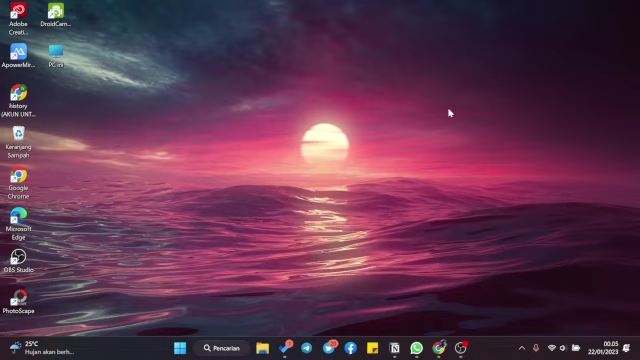 Adobe
Creati...
DroidCam...
ApowerMir...
PC ini
history
(AKUN UNT...
Keranjang
Sampah
Google
Chrome
Microsoft
Edge
OBS Studio
PhotoScape
25°C
Hujan akan berh...
Pencarian
00.05
22/01/2023